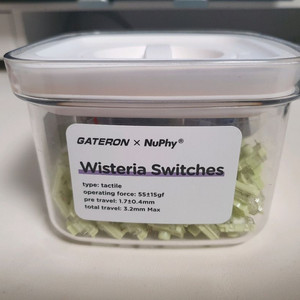 GATERON × NuPhy®
Wisteria Switches
type: tactile
operating force: 55±15gf
pre travel: 1.7±0.4mm
total travel: 3.2mm Max